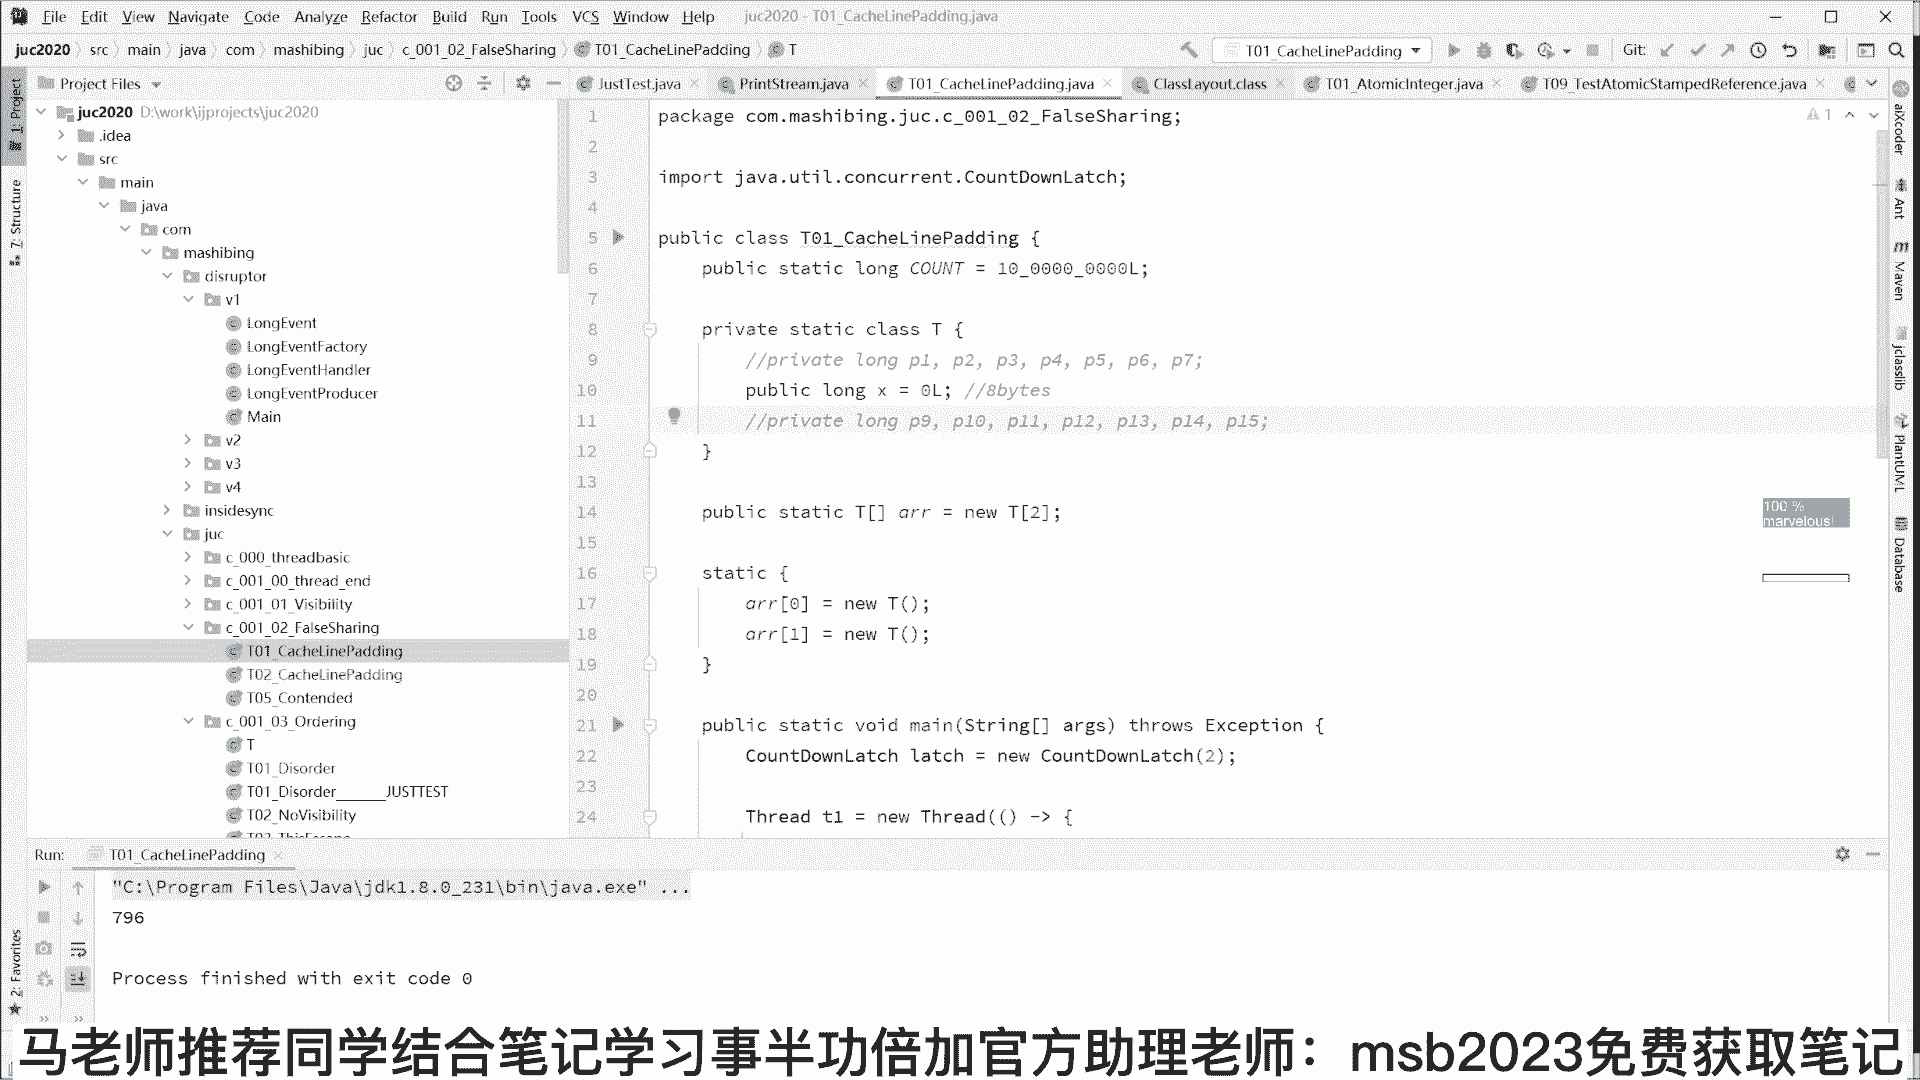 File Edit View Navigate Code Analyze Refactor Build Run Tools VCS Window Help juc2020 - T01_CacheLinePadding.java
juc2020 src main java com mashibing juc c_001_02_FalseSharing T01_CacheLinePadding T
T01_CacheLinePadding Git:
Project Files
JustTest.java PrintStream.java T01_CacheLinePadding.java ClassLayout.class T01_AtomicInteger.java T09_TestAtomicStampedReference.java
1: Project
7: Structure
2: Favorites
juc2020 D:\work\ijprojects\juc2020
.idea
src
main
java
com
mashibing
disruptor
v1
LongEvent
LongEventFactory
LongEventHandler
LongEventProducer
Main
v2
v3
v4
insidesync
juc
c_000_threadbasic
c_001_00_thread_end
c_001_01_Visibility
c_001_02_FalseSharing
T01_CacheLinePadding
T02_CacheLinePadding
T05_Contended
c_001_03_Ordering
T
T01_Disorder
T01_Disorder______JUSTTEST
T02_NoVisibility
1 package com.mashibing.juc.c_001_02_FalseSharing;
2
3 import java.util.concurrent.CountDownLatch;
4
5 public class T01_CacheLinePadding {
6 public static long COUNT = 10_0000_0000L;
7
8 private static class T {
9 //private long p1, p2, p3, p4, p5, p6, p7;
10 public long x = 0L; //8bytes
11 //private long p9, p10, p11, p12, p13, p14, p15;
12 }
13
14 public static T[] arr = new T[2];
15
16 static {
17 arr[0] = new T();
18 arr[1] = new T();
19 }
20
21 public static void main(String[] args) throws Exception {
22 CountDownLatch latch = new CountDownLatch(2);
23
24 Thread t1 = new Thread(() -> {
1
100 %
marvelous!
aiXcoder
Ant
Maven
jclasslib
PlantUML
Database
Run: T01_CacheLinePadding
"C:\Program Files\Java\jdk1.8.0_231\bin\java.exe" ...
796
Process finished with exit code 0
马老师推荐同学结合笔记学习事半功倍加官方助理老师：msb2023免费获取笔记